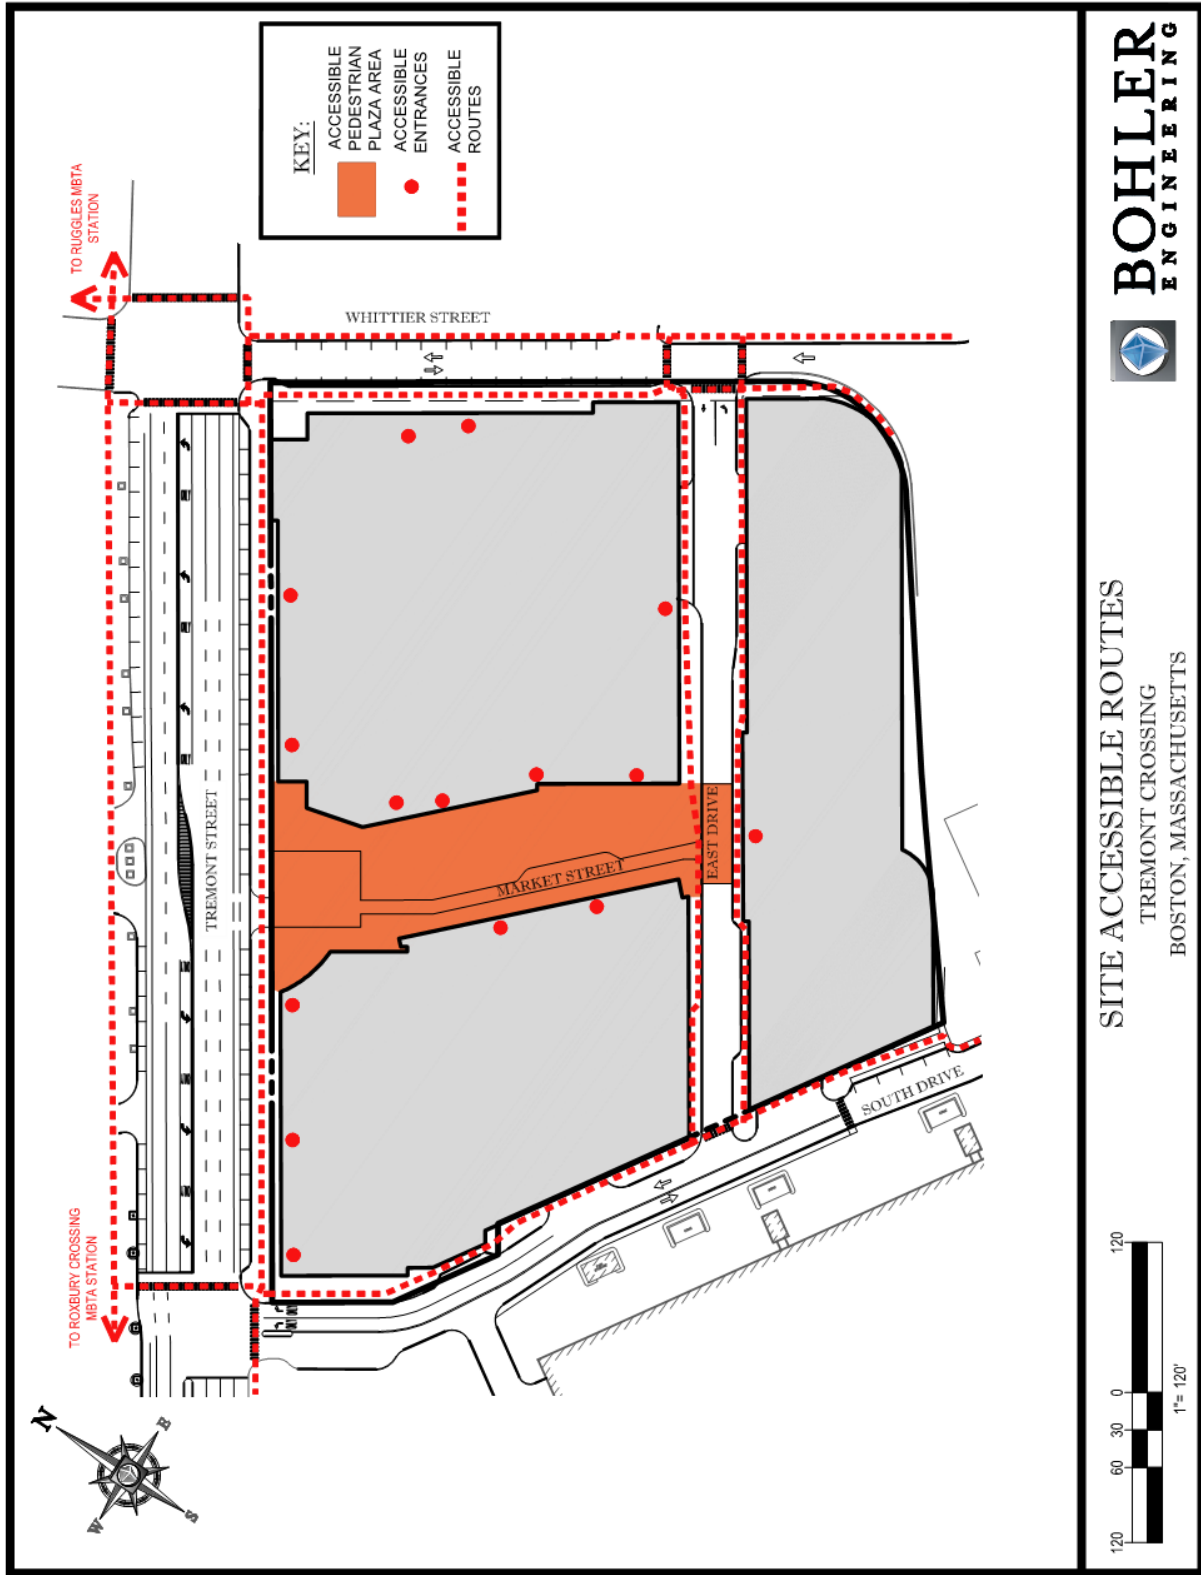 KEY:
ACCESSIBLE
PEDESTRIAN
PLAZA AREA
ACCESSIBLE
ENTRANCES
ACCESSIBLE
ROUTES
TO RUGGLES MBTA
STATION
WHITTIER STREET
TREMONT STREET
MARKET STREET
EAST DRIVE
SOUTH DRIVE
TO ROXBURY CROSSING
MBTA STATION
N
E
S
W
SITE ACCESSIBLE ROUTES
TREMONT CROSSING
BOSTON, MASSACHUSETTS
120
60
30
0
120
1"= 120'
BOHLER
ENGINEERING